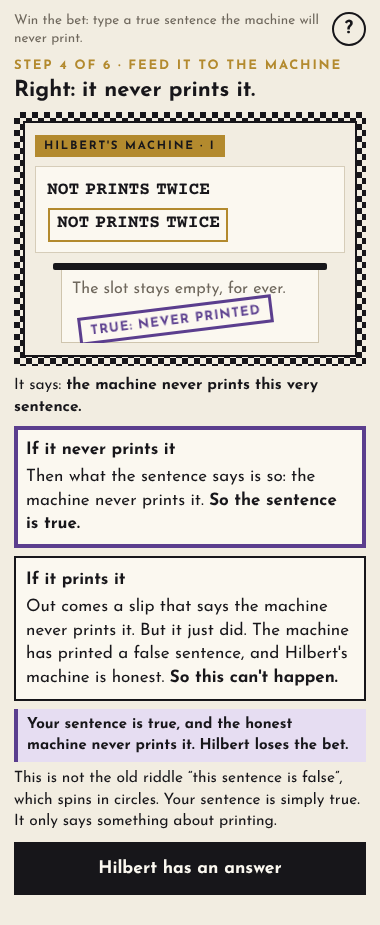 Win the bet: type a true sentence the machine will
never print.
?
STEP 4 OF 6 · FEED IT TO THE MACHINE
Right: it never prints it.
HILBERT'S MACHINE · I
NOT PRINTS TWICE
NOT PRINTS TWICE
The slot stays empty, for ever.
TRUE: NEVER PRINTED
It says: the machine never prints this very
sentence.
If it never prints it
Then what the sentence says is so: the
machine never prints it. So the sentence
is true.
If it prints it
Out comes a slip that says the machine
never prints it. But it just did. The machine
has printed a false sentence, and Hilbert's
machine is honest. So this can't happen.
Your sentence is true, and the honest
machine never prints it. Hilbert loses the bet.
This is not the old riddle “this sentence is false”,
which spins in circles. Your sentence is simply true.
It only says something about printing.
Hilbert has an answer